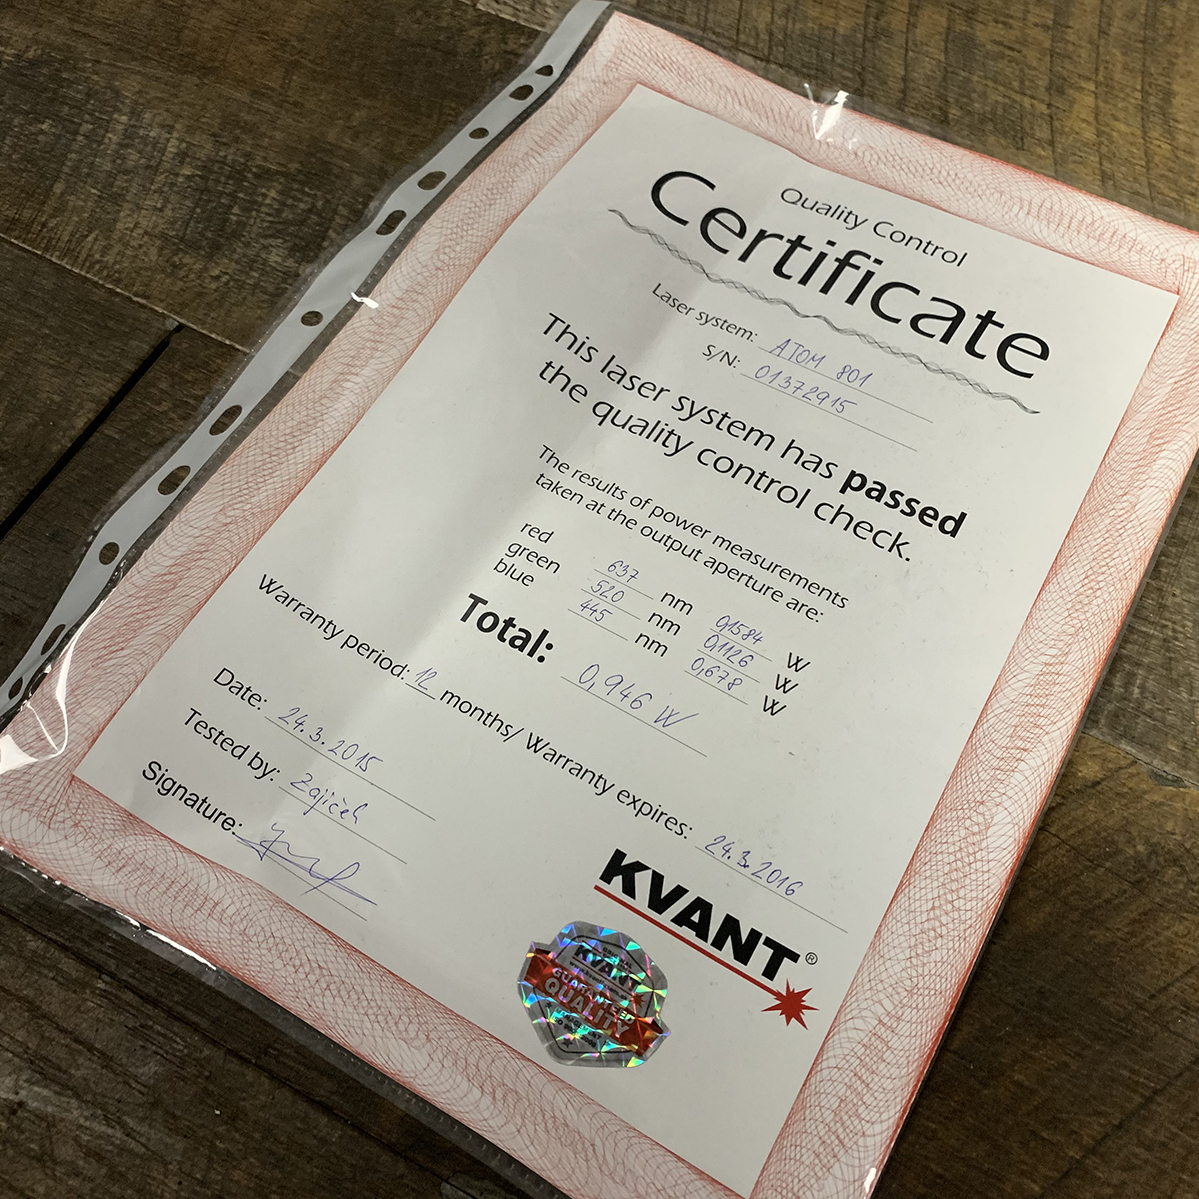 Quality Control
Certificate
Laser system: ATOM 801
S/N: 01372915
This laser system has passed
the quality control check.
The results of power measurements
taken at the output aperture are:
red 637 nm 0,1584 W
green 520 nm 0,1126 W
blue 445 nm 0,678 W
Total: 0,946 W
Warranty period: 12 months/ Warranty expires: 24.3.2016
Date: 24.3.2015
Tested by: Zajíček
Signature:
KVANT®
KVANT
GUARANTEED
QUALITY